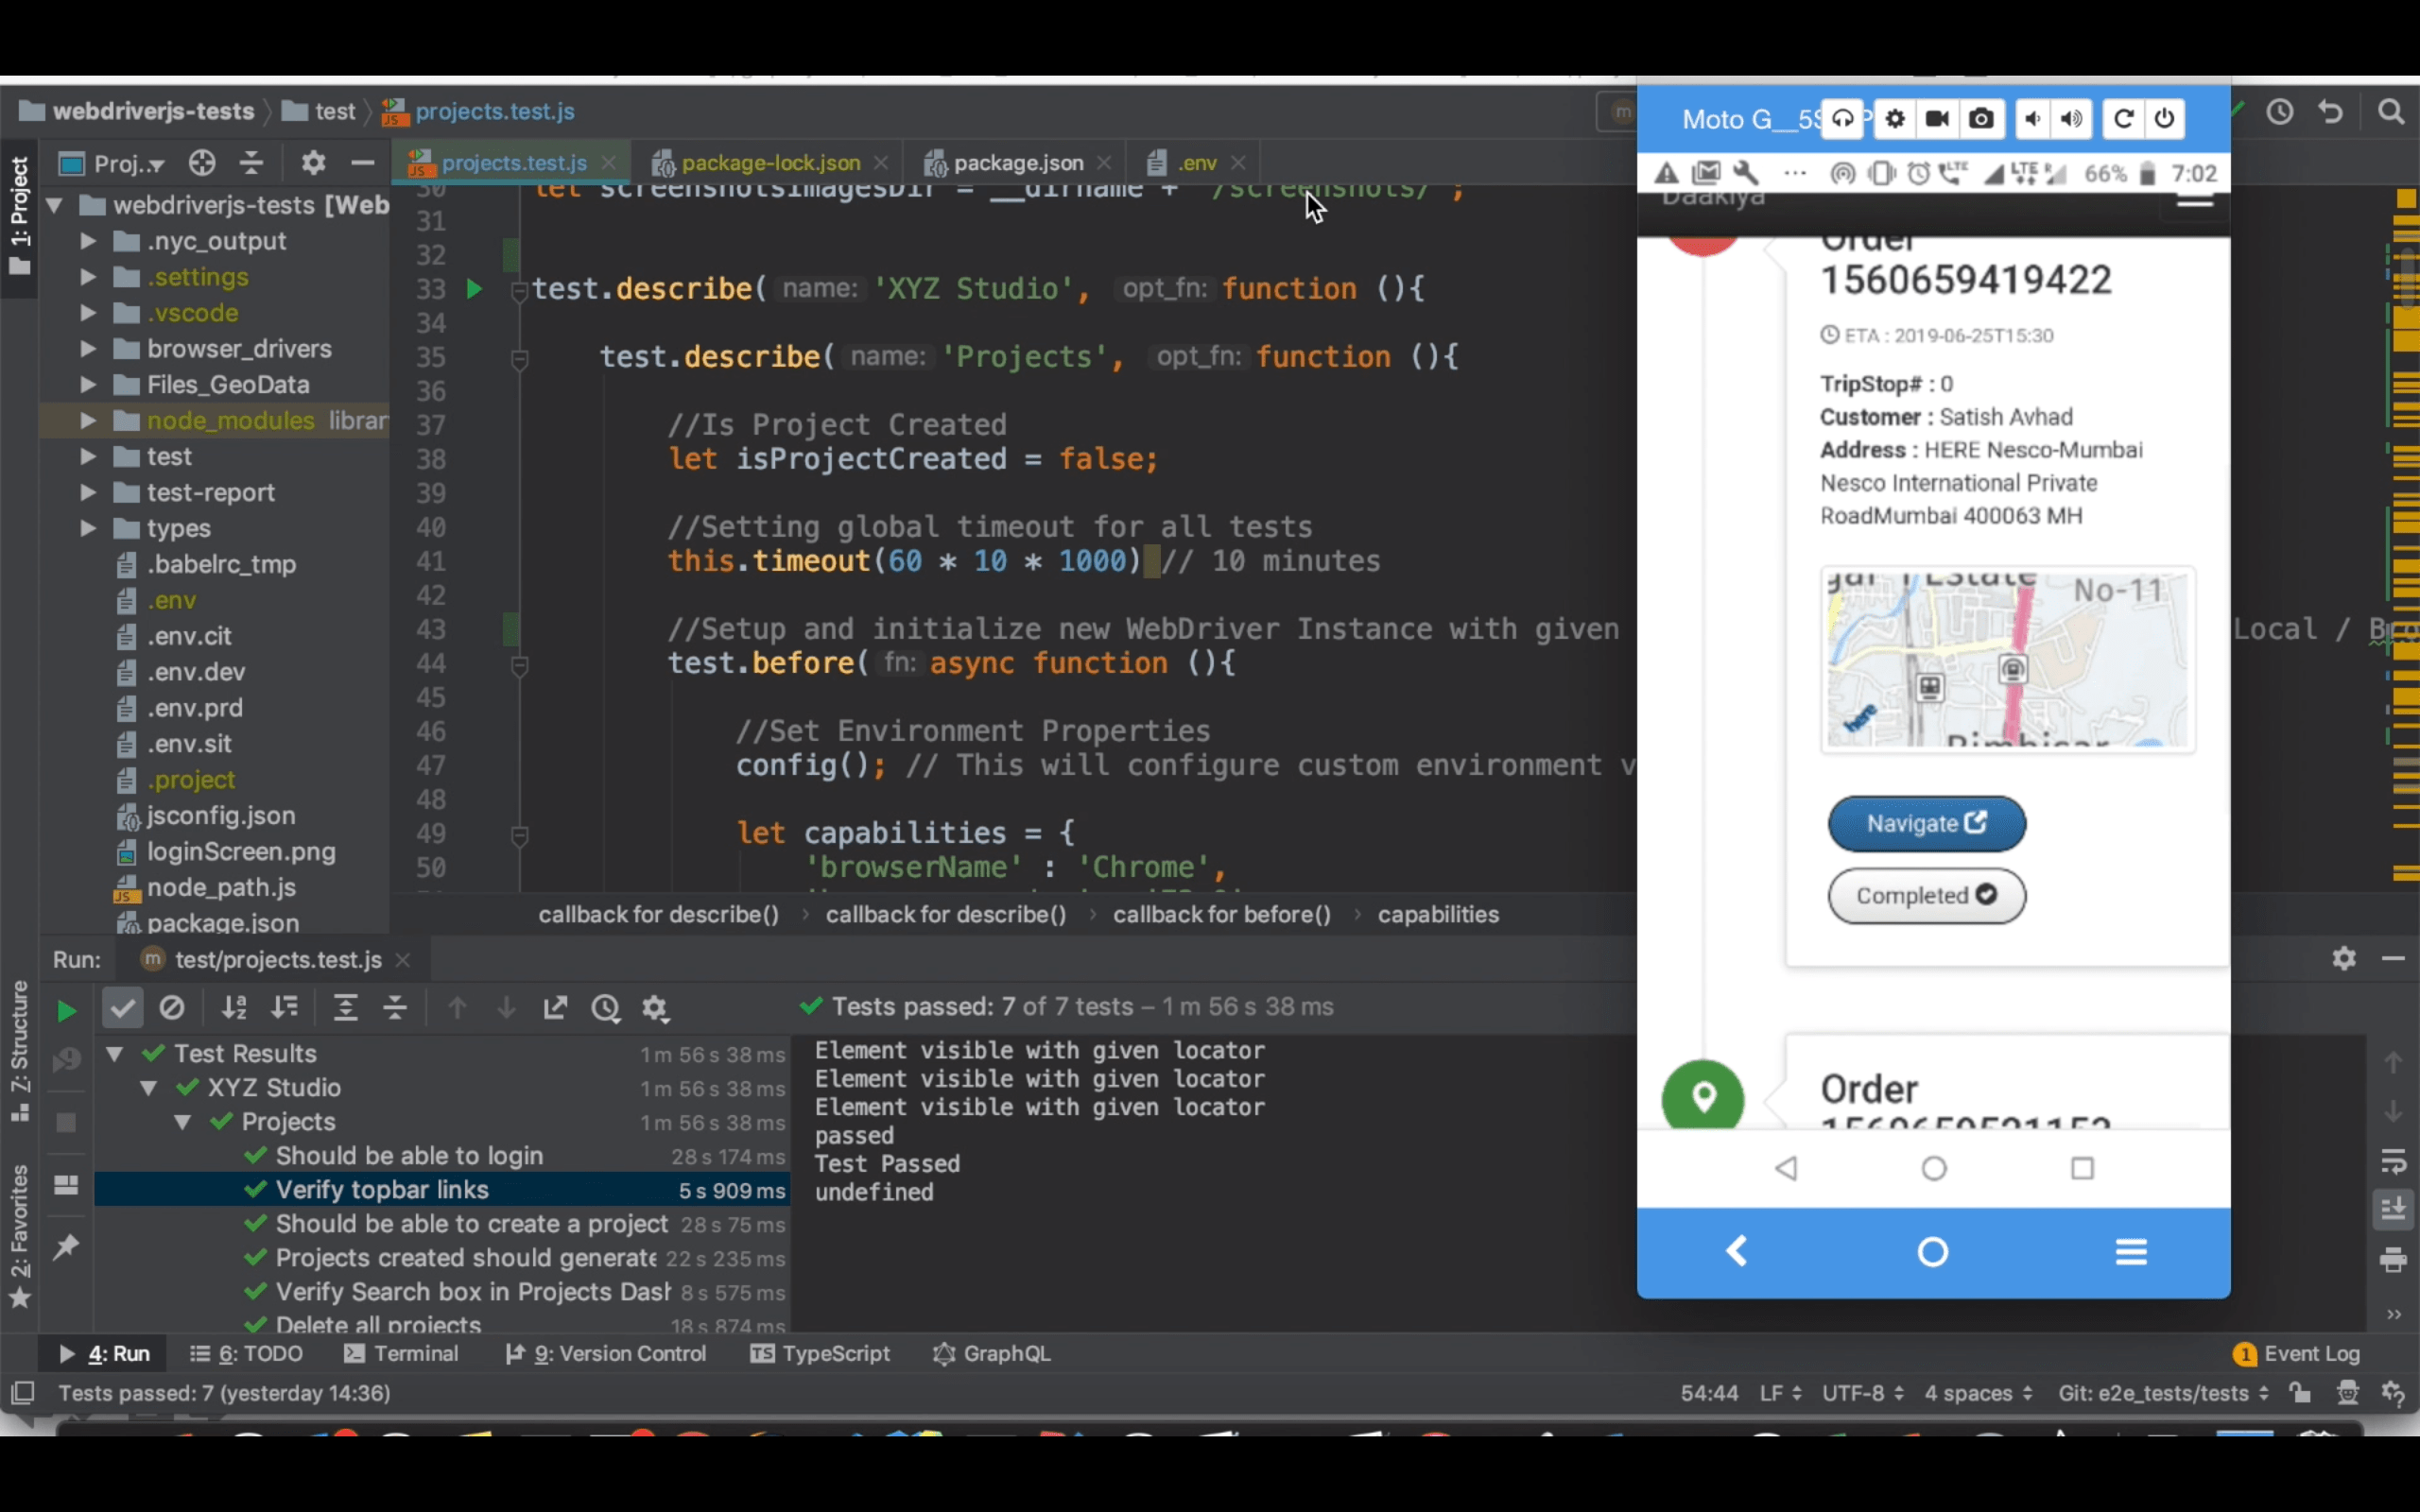 webdriverjs-tests
test
projects.test.js
Proj..
projects.test.js
package-lock.json
package.json
.env
1: Project
webdriverjs-tests [Web
.nyc_output
.settings
.vscode
browser_drivers
Files_GeoData
node_modules librar
test
test-report
types
.babelrc_tmp
.env
.env.cit
.env.dev
.env.prd
.env.sit
.project
jsconfig.json
loginScreen.png
node_path.js
package.json
30 let screenshotsImagesDir = __dirname + "/screenshots/";
31
32
33 test.describe( name: 'XYZ Studio', opt_fn: function (){
34
35 test.describe( name: 'Projects', opt_fn: function (){
36
37 //Is Project Created
38 let isProjectCreated = false;
39
40 //Setting global timeout for all tests
41 this.timeout(60 * 10 * 1000) // 10 minutes
42
43 //Setup and initialize new WebDriver Instance with given
Local / Bro
44 test.before( fn: async function (){
45
46 //Set Environment Properties
47 config(); // This will configure custom environment v
48
49 let capabilities = {
50 'browserName' : 'Chrome',
callback for describe() › callback for describe() › callback for before() › capabilities
Moto G__5S
66% 7:02
Daakiya
Order
1560659419422
ETA : 2019-06-25T15:30
TripStop# : 0
Customer : Satish Avhad
Address : HERE Nesco-Mumbai
Nesco International Private
RoadMumbai 400063 MH
Estate
No-11
here
Bimbisar
Navigate
Completed
Order
1560659531153
Run: test/projects.test.js
Z: Structure
2: Favorites
Tests passed: 7 of 7 tests – 1 m 56 s 38 ms
Test Results 1 m 56 s 38 ms
XYZ Studio 1 m 56 s 38 ms
Projects 1 m 56 s 38 ms
Should be able to login 28 s 174 ms
Verify topbar links 5 s 909 ms
Should be able to create a project 28 s 75 ms
Projects created should generate 22 s 235 ms
Verify Search box in Projects Dash 8 s 575 ms
Delete all projects 18 s 874 ms
Element visible with given locator
Element visible with given locator
Element visible with given locator
passed
Test Passed
undefined
4: Run
6: TODO
Terminal
9: Version Control
TS TypeScript
GraphQL
1 Event Log
Tests passed: 7 (yesterday 14:36)
54:44 LF UTF-8 4 spaces Git: e2e_tests/tests